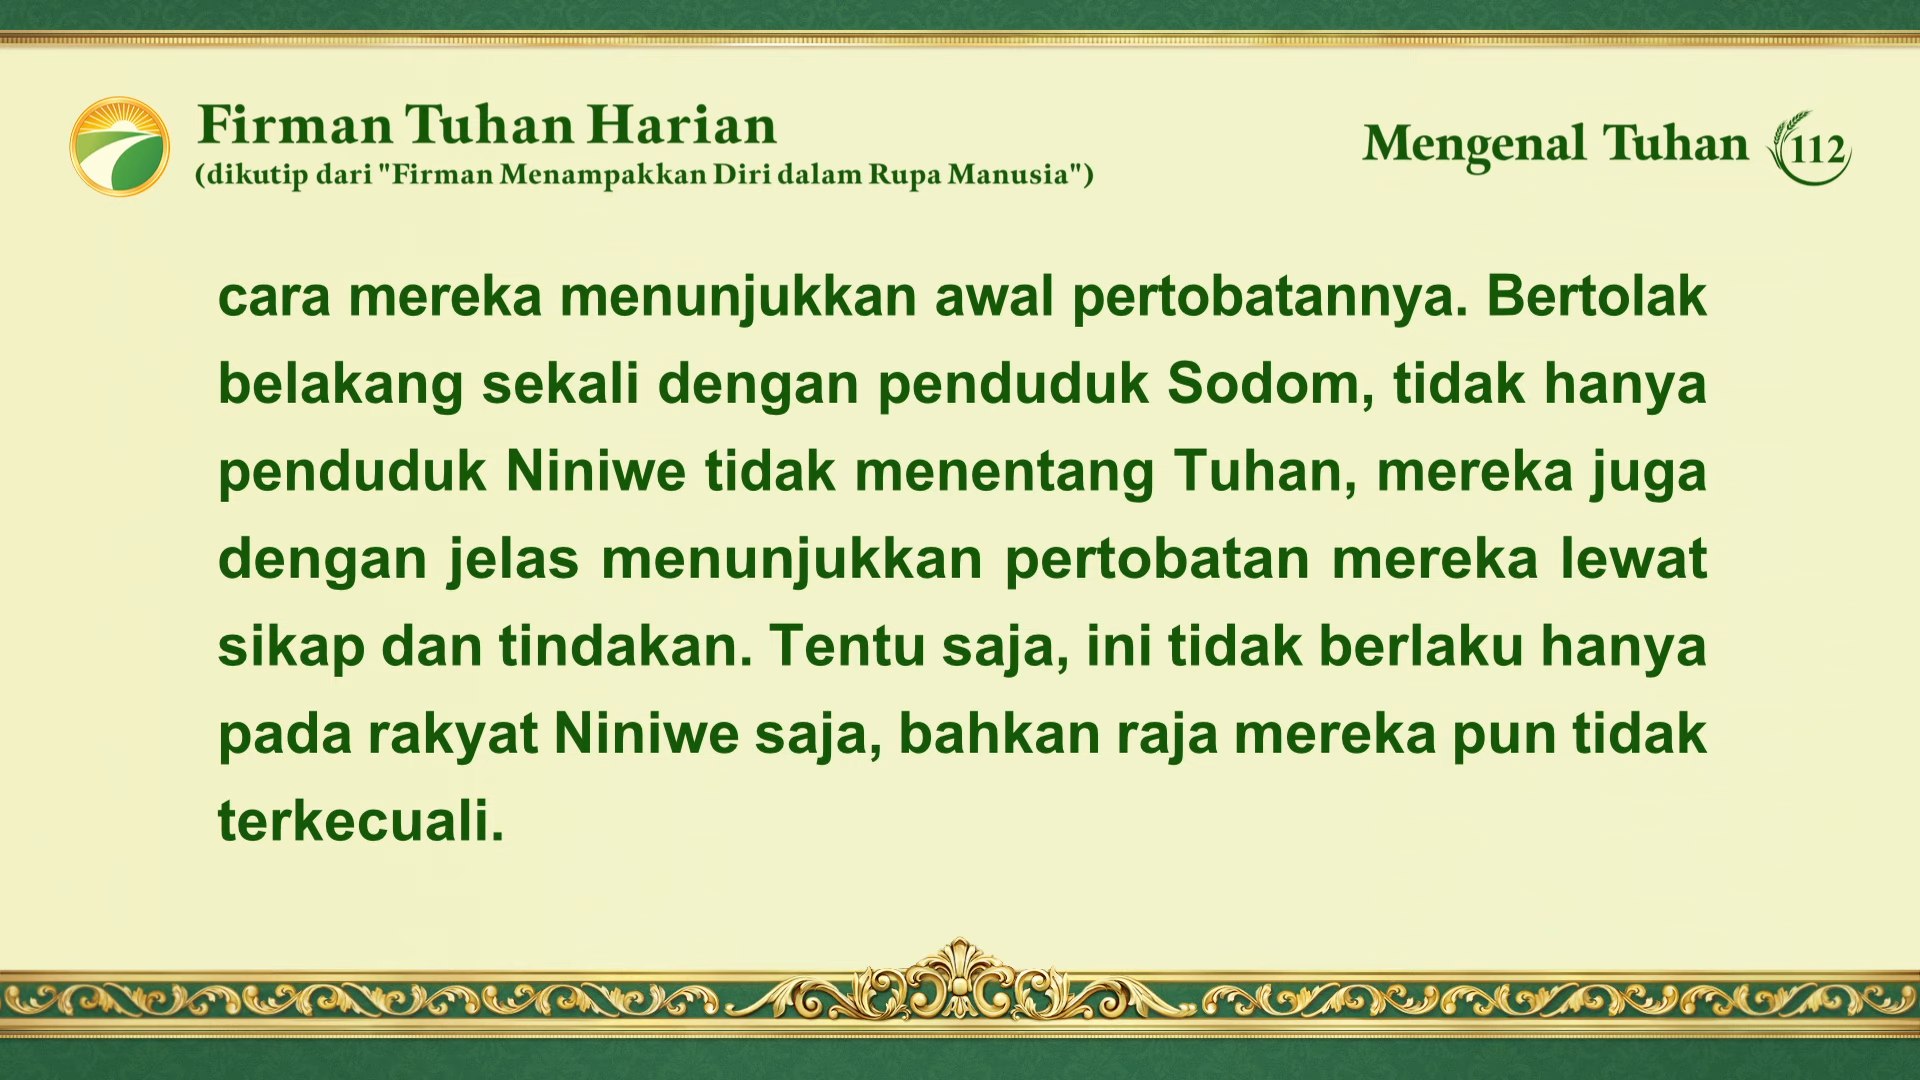 Firman Tuhan Harian
(dikutip dari "Firman Menampakkan Diri dalam Rupa Manusia")
Mengenal Tuhan 112
cara mereka menunjukkan awal pertobatannya. Bertolak
belakang sekali dengan penduduk Sodom, tidak hanya
penduduk Niniwe tidak menentang Tuhan, mereka juga
dengan jelas menunjukkan pertobatan mereka lewat
sikap dan tindakan. Tentu saja, ini tidak berlaku hanya
pada rakyat Niniwe saja, bahkan raja mereka pun tidak
terkecuali.